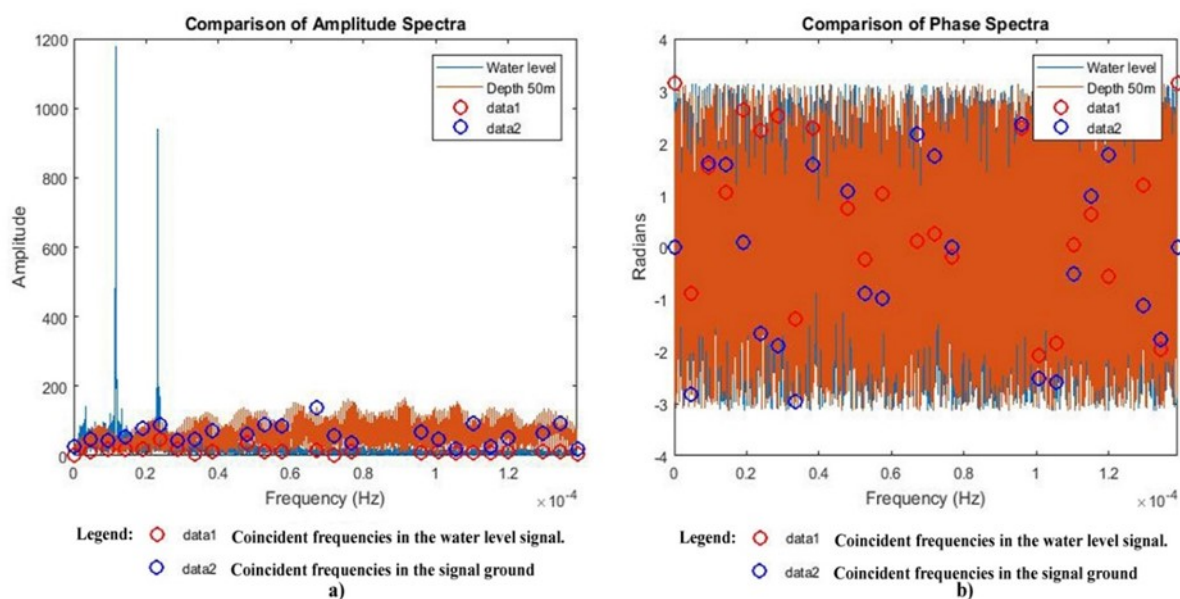 Comparison of Amplitude Spectra
1200
1000
800
600
400
200
0
Amplitude
0 0.2 0.4 0.6 0.8 1 1.2
×10⁻⁴
Frequency (Hz)
Water level
Depth 50m
data1
data2
Legend: data1 Coincident frequencies in the water level signal.
data2 Coincident frequencies in the signal ground
a)
Comparison of Phase Spectra
4
3
2
1
0
-1
-2
-3
-4
Radians
0 0.2 0.4 0.6 0.8 1 1.2
×10⁻⁴
Frequency (Hz)
Water level
Depth 50m
data1
data2
Legend: data1 Coincident frequencies in the water level signal.
data2 Coincident frequencies in the signal ground
b)